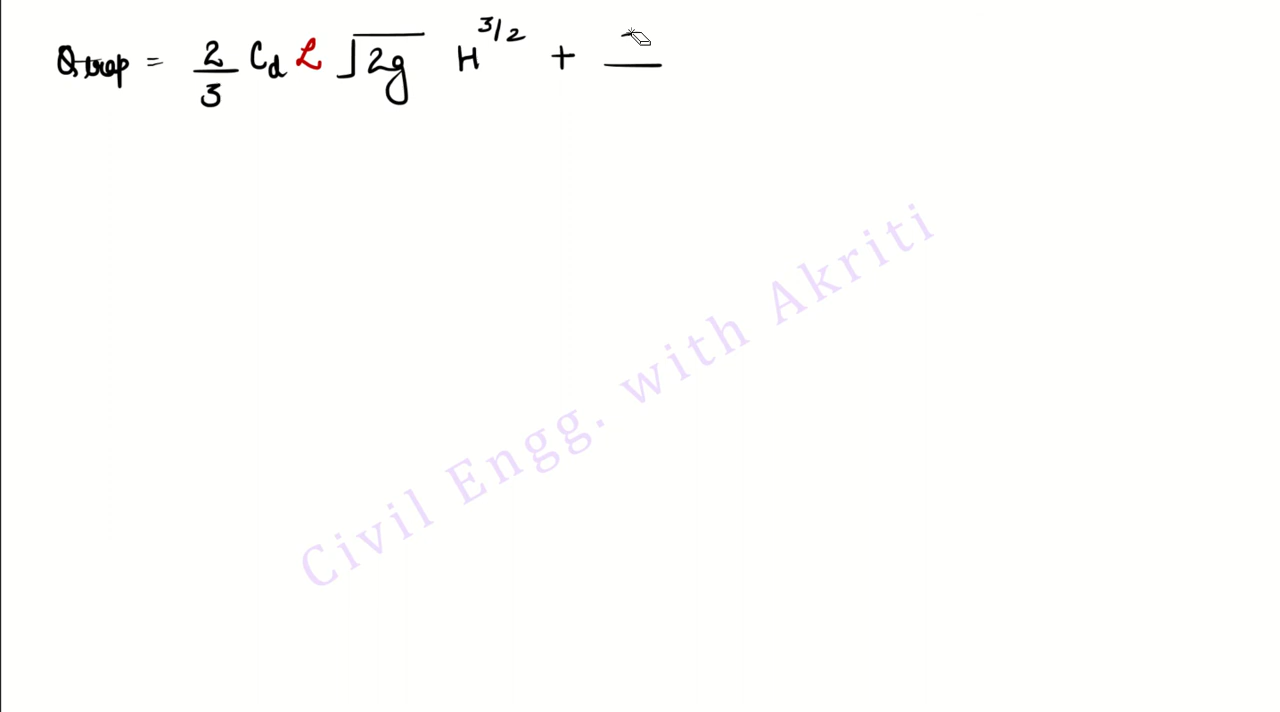 Qtrap = 2/3 Cd L √2g H^3/2 + —
Civil Engg. with Akriti